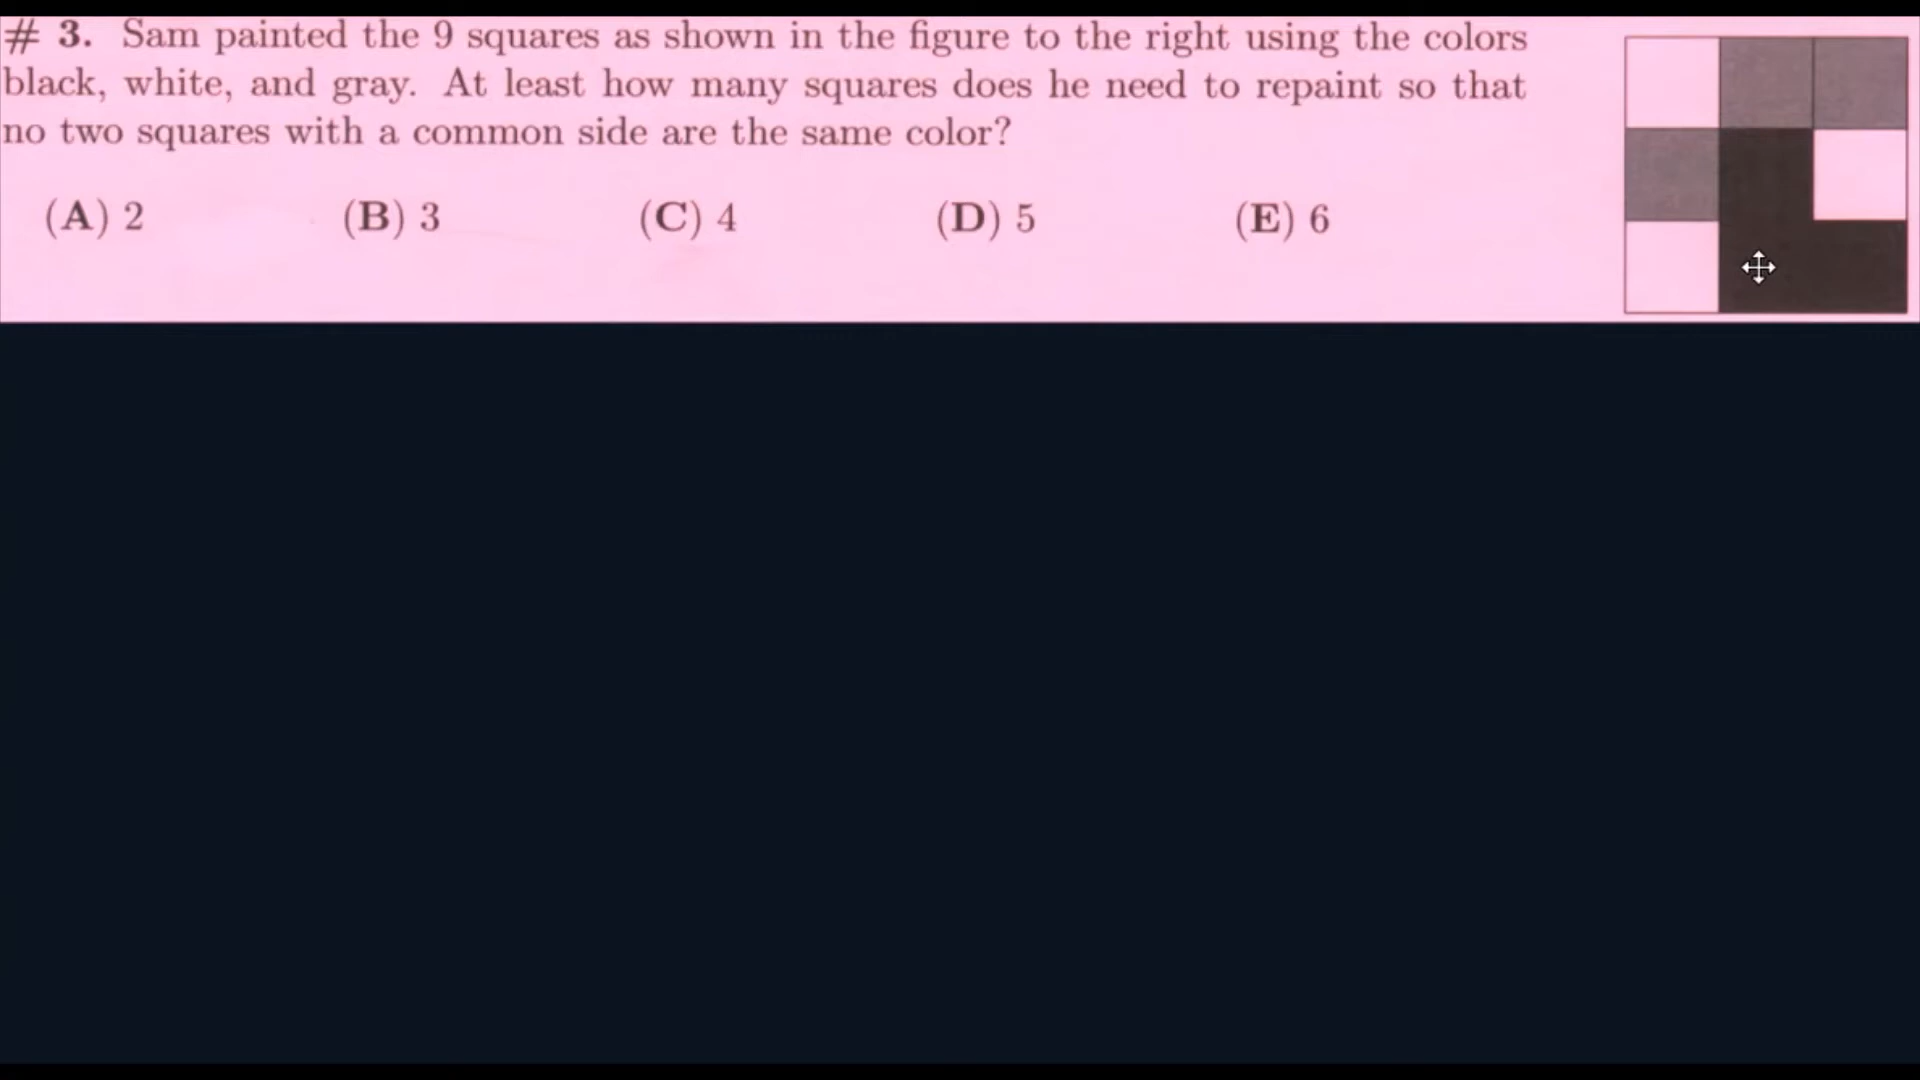 # 3. Sam painted the 9 squares as shown in the figure to the right using the colors
black, white, and gray. At least how many squares does he need to repaint so that
no two squares with a common side are the same color?
(A) 2 (B) 3 (C) 4 (D) 5 (E) 6